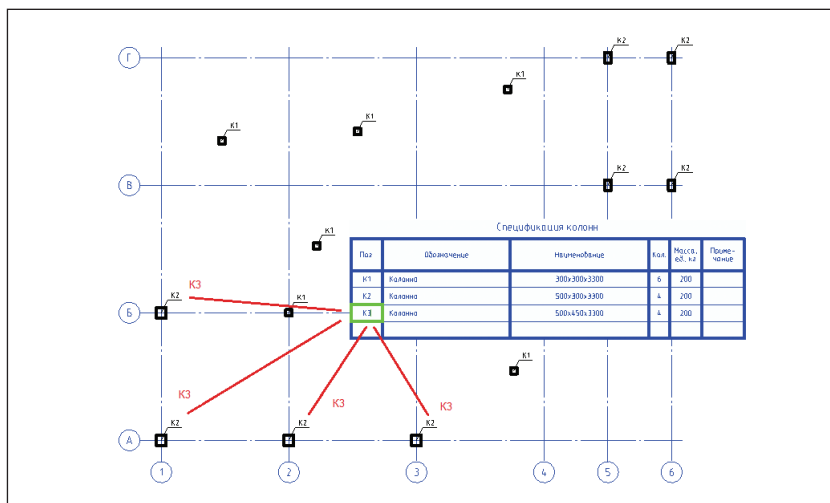 К2
К2
Г
К1
К1
К1
К2
К2
В
К1
Спецификация колонн
Поз
Обозначение
Наименование
Кол.
Масса, ед, кг
Приме-чание
К1 Колонна 300х300х3300 6 200
К2 Колонна 500х300х3300 4 200
К3 Колонна 500х450х3300 4 200
К3
К2
К1
Б
К1
К3
К3
К3
К2
К2
К2
А
1
2
3
4
5
6